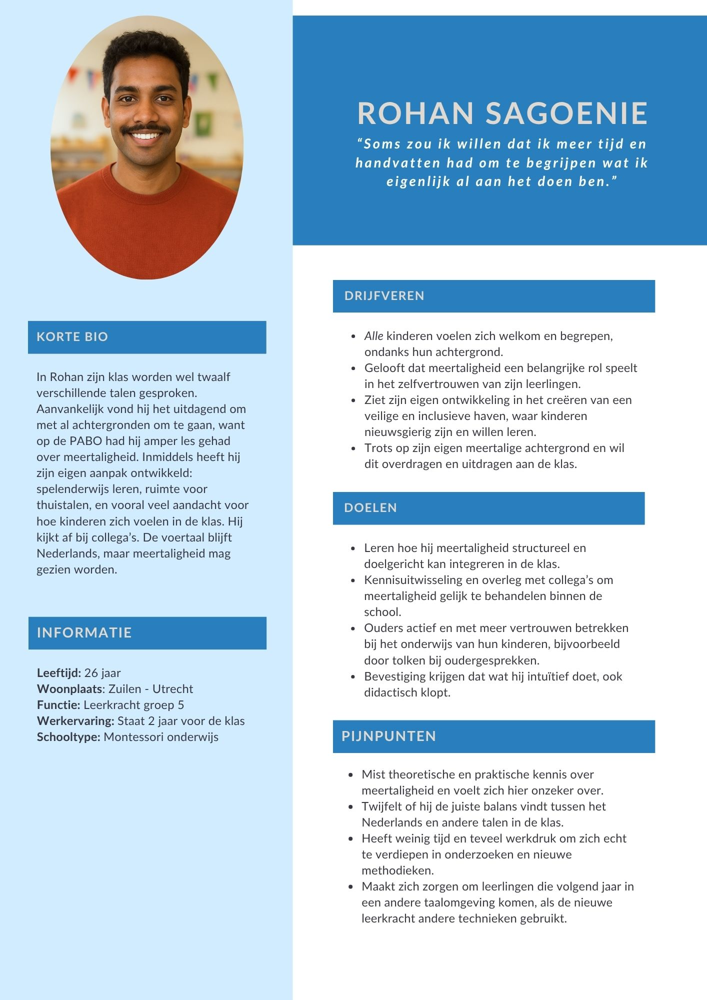 ROHAN SAGOENIE
“Soms zou ik willen dat ik meer tijd en
handvatten had om te begrijpen wat ik
eigenlijk al aan het doen ben.”
KORTE BIO
In Rohan zijn klas worden wel twaalf
verschillende talen gesproken.
Aanvankelijk vond hij het uitdagend om
met al achtergronden om te gaan, want
op de PABO had hij amper les gehad
over meertaligheid. Inmiddels heeft hij
zijn eigen aanpak ontwikkeld:
spelenderwijs leren, ruimte voor
thuistalen, en vooral veel aandacht voor
hoe kinderen zich voelen in de klas. Hij
kijkt af bij collega’s. De voertaal blijft
Nederlands, maar meertaligheid mag
gezien worden.
INFORMATIE
Leeftijd: 26 jaar
Woonplaats: Zuilen - Utrecht
Functie: Leerkracht groep 5
Werkervaring: Staat 2 jaar voor de klas
Schooltype: Montessori onderwijs
DRIJFVEREN
• Alle kinderen voelen zich welkom en begrepen,
ondanks hun achtergrond.
• Gelooft dat meertaligheid een belangrijke rol speelt
in het zelfvertrouwen van zijn leerlingen.
• Ziet zijn eigen ontwikkeling in het creëren van een
veilige en inclusieve haven, waar kinderen
nieuwsgierig zijn en willen leren.
• Trots op zijn eigen meertalige achtergrond en wil
dit overdragen en uitdragen aan de klas.
DOELEN
• Leren hoe hij meertaligheid structureel en
doelgericht kan integreren in de klas.
• Kennisuitwisseling en overleg met collega’s om
meertaligheid gelijk te behandelen binnen de
school.
• Ouders actief en met meer vertrouwen betrekken
bij het onderwijs van hun kinderen, bijvoorbeeld
door tolken bij oudergesprekken.
• Bevestiging krijgen dat wat hij intuïtief doet, ook
didactisch klopt.
PIJNPUNTEN
• Mist theoretische en praktische kennis over
meertaligheid en voelt zich hier onzeker over.
• Twijfelt of hij de juiste balans vindt tussen het
Nederlands en andere talen in de klas.
• Heeft weinig tijd en teveel werkdruk om zich echt
te verdiepen in onderzoeken en nieuwe
methodieken.
• Maakt zich zorgen om leerlingen die volgend jaar in
een andere taalomgeving komen, als de nieuwe
leerkracht andere technieken gebruikt.